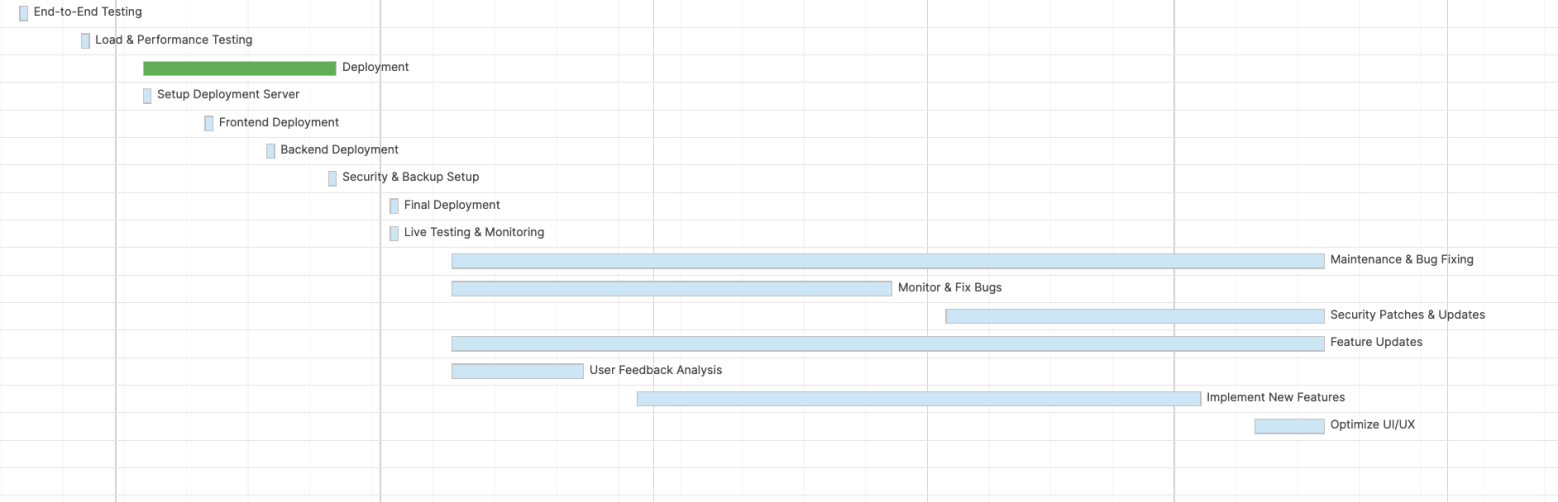 End-to-End Testing
Load & Performance Testing
Deployment
Setup Deployment Server
Frontend Deployment
Backend Deployment
Security & Backup Setup
Final Deployment
Live Testing & Monitoring
Maintenance & Bug Fixing
Monitor & Fix Bugs
Security Patches & Updates
Feature Updates
User Feedback Analysis
Implement New Features
Optimize UI/UX